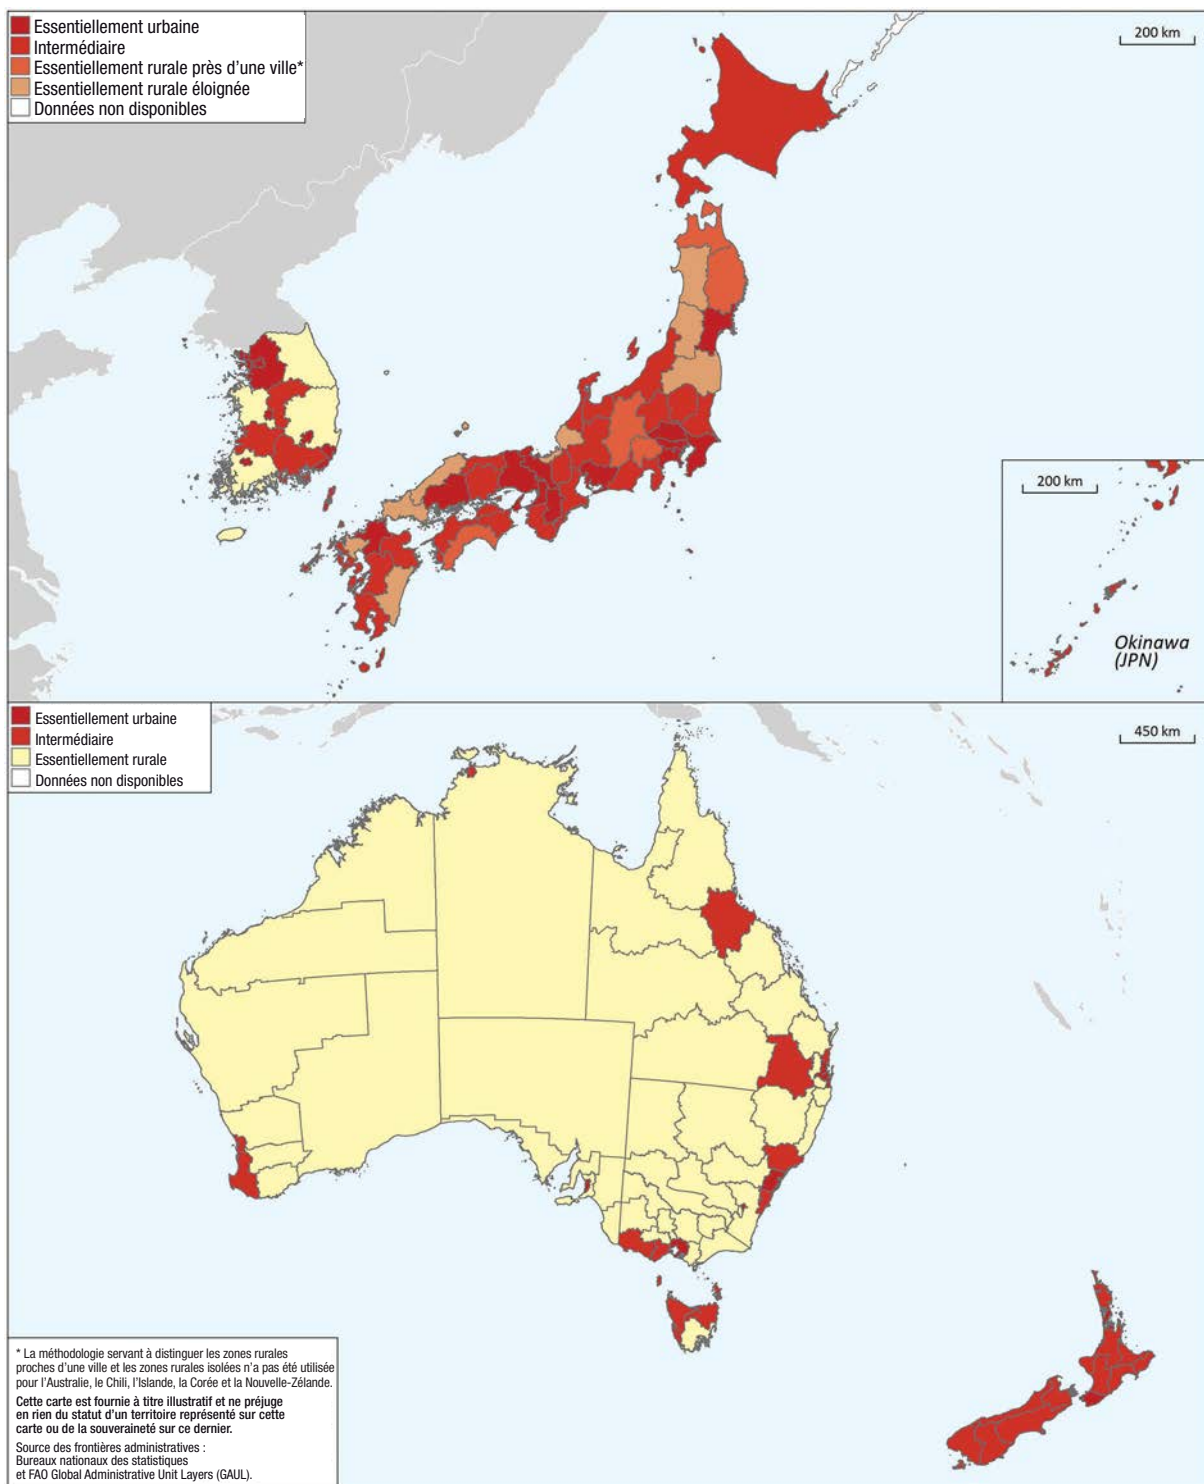 Essentiellement urbaine
Intermédiaire
Essentiellement rurale près d'une ville*
Essentiellement rurale éloignée
Données non disponibles
200 km
200 km
Okinawa
(JPN)
Essentiellement urbaine
Intermédiaire
Essentiellement rurale
Données non disponibles
450 km
* La méthodologie servant à distinguer les zones rurales
proches d'une ville et les zones rurales isolées n'a pas été utilisée
pour l'Australie, le Chili, l'Islande, la Corée et la Nouvelle-Zélande.
Cette carte est fournie à titre illustratif et ne préjuge
en rien du statut d'un territoire représenté sur cette
carte ou de la souveraineté sur ce dernier.
Source des frontières administratives :
Bureaux nationaux des statistiques
et FAO Global Administrative Unit Layers (GAUL).